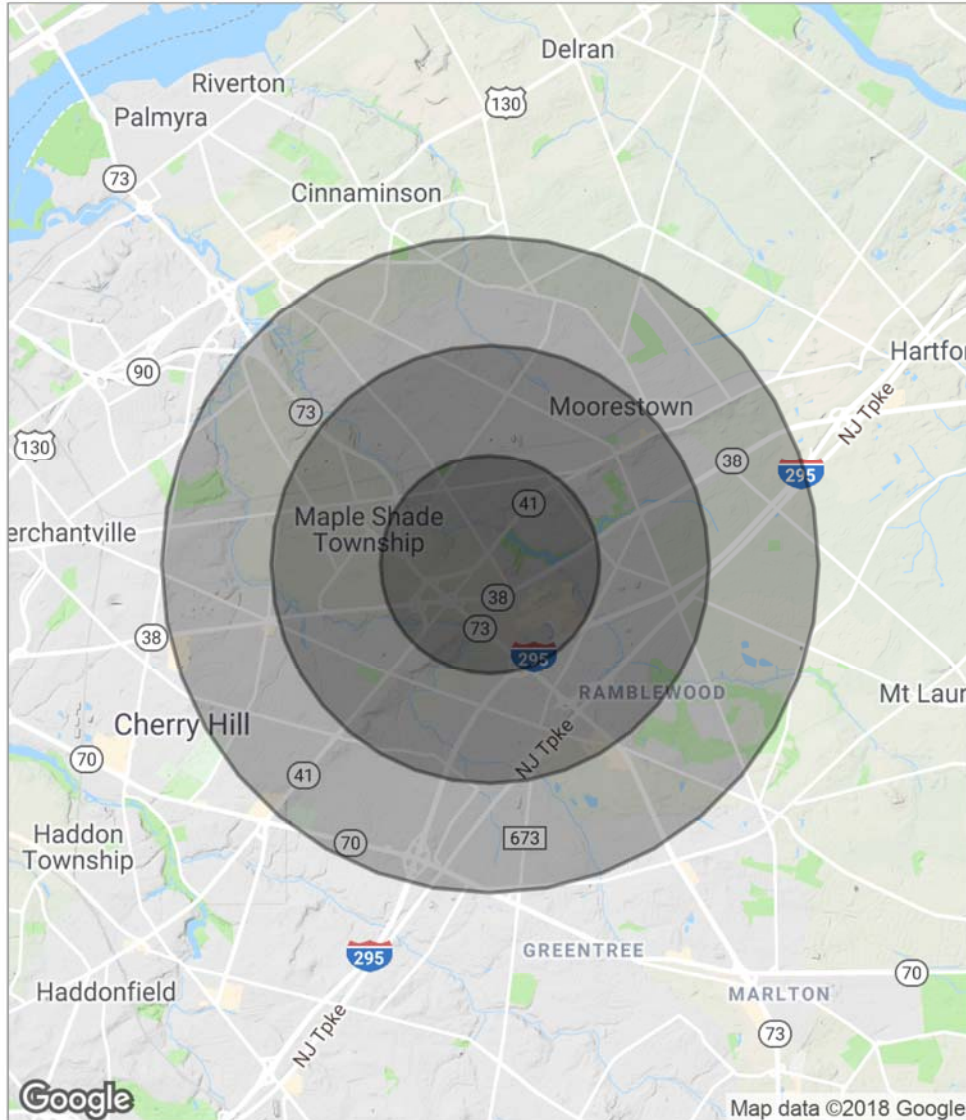 Delran
Riverton
130
Palmyra
73
Cinnaminson
90
Hartfor
73
Moorestown
NJ Tpke
130
38
295
41
Maple Shade
Township
erchantville
38
38
73
295
RAMBLEWOOD
Mt Laur
Cherry Hill
NJ Tpke
70
41
Haddon
Township
70
673
GREENTREE
295
70
Haddonfield
MARLTON
73
NJ Tpke
Google
Map data ©2018 Google